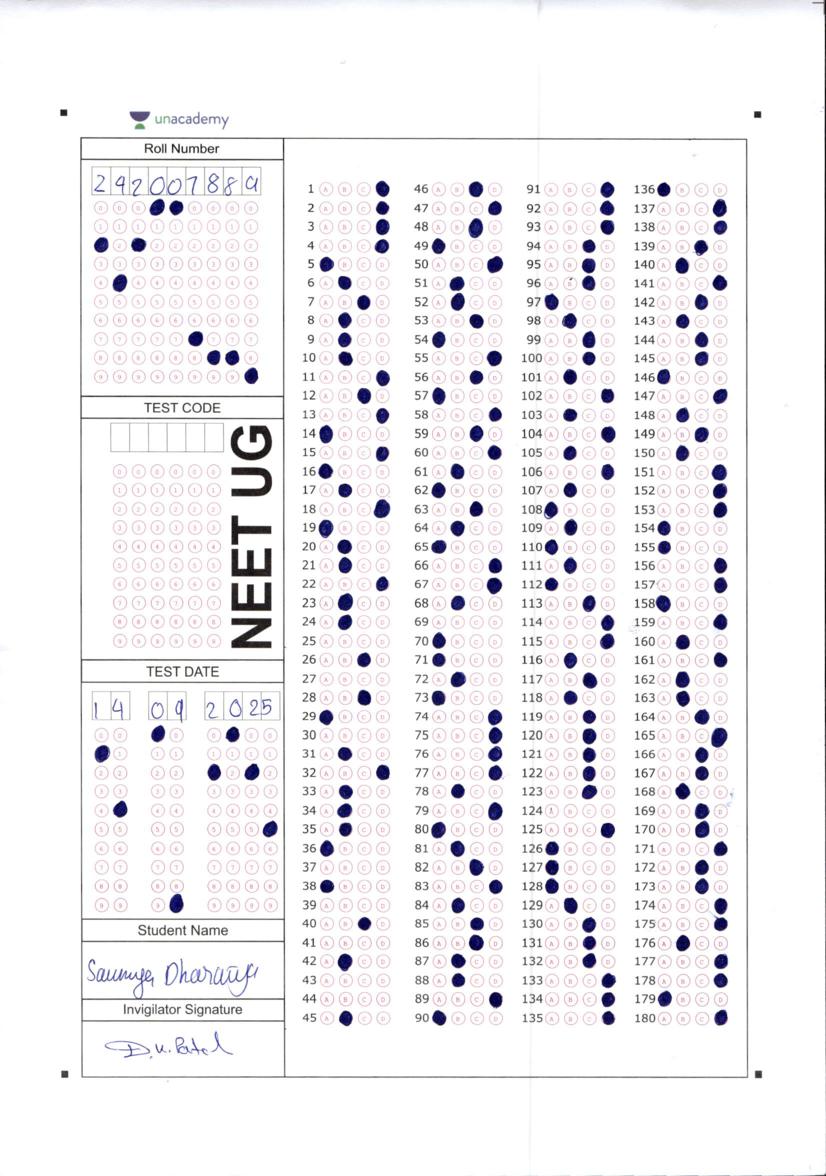 unacademy
Roll Number
2 4 2 0 0 7 8 8 9
TEST CODE
NEET UG
TEST DATE
1 4 0 9 2 0 2 5
Student Name
Invigilator Signature
D.K. Patel
1 A B C
2 A B C
3 A B C
4 A B C
5 B C D
6 A C D
7 A B D
8 A C D
9 A C D
10 A C D
11 A B C
12 A B D
13 A B C
14 B C D
15 A B C
16 B C D
17 A C D
18 A B C
19 B C D
20 A C D
21 A C D
22 A B C
23 A C D
24 A C D
25 A B C D
26 A B D
27 A B C D
28 A B D
29 B C D
30 A B C D
31 A C D
32 A B C
33 A C D
34 A C D
35 A C D
36 B C D
37 A B C D
38 B C D
39 A B C D
40 A B D
41 A B C D
42 A C D
43 A B C D
44 A B C D
45 A C D
46 A B D
47 A B C
48 A B D
49 B C D
50 A B C
51 A C D
52 A C D
53 A B D
54 B C D
55 A B C
56 A B D
57 B C D
58 A B C
59 A B D
60 A B C
61 A C D
62 B C D
63 A B D
64 A C D
65 B C D
66 A B C
67 A B C
68 A C D
69 A B C D
70 B C D
71 B C D
72 A C D
73 B C D
74 A B C
75 A B C
76 A B C
77 A B C
78 A C D
79 A B C
80 B C D
81 A C D
82 A B D
83 A B C
84 A C D
85 A B D
86 A B D
87 A C D
88 A C D
89 A B C
90 B C D
91 A B C
92 A B C
93 A B C
94 A B D
95 A B D
96 A B D
97 B C D
98 A C D
99 A B D
100 A B D
101 A C D
102 A B C
103 A C D
104 A B C
105 A C D
106 A B C
107 A C D
108 B C D
109 A C D
110 B C D
111 A C D
112 B C D
113 A B D
114 A B C
115 A B C
116 A C D
117 A B D
118 A C D
119 A B D
120 A B D
121 A B D
122 A B D
123 A B D
124 A B C D
125 A B C
126 B C D
127 B C D
128 B C D
129 A C D
130 A B D
131 A B D
132 A B D
133 A B C
134 A B C
135 A B C
136 B C D
137 A B C
138 A B C
139 A B D
140 A C D
141 A B C
142 A B D
143 A C D
144 A B D
145 A B D
146 B C D
147 A B C
148 A C D
149 A B D
150 A C D
151 A B C
152 A B C
153 A B C
154 B C D
155 B C D
156 A B C
157 A B C
158 B C D
159 A B C
160 A C D
161 A B C
162 A C D
163 A C D
164 A B D
165 A B C
166 A B D
167 A B D
168 A C D
169 A B D
170 A B D
171 A B C
172 A B D
173 A B D
174 A B C
175 A B C
176 A C D
177 A B C
178 A B C
179 B C D
180 A B C